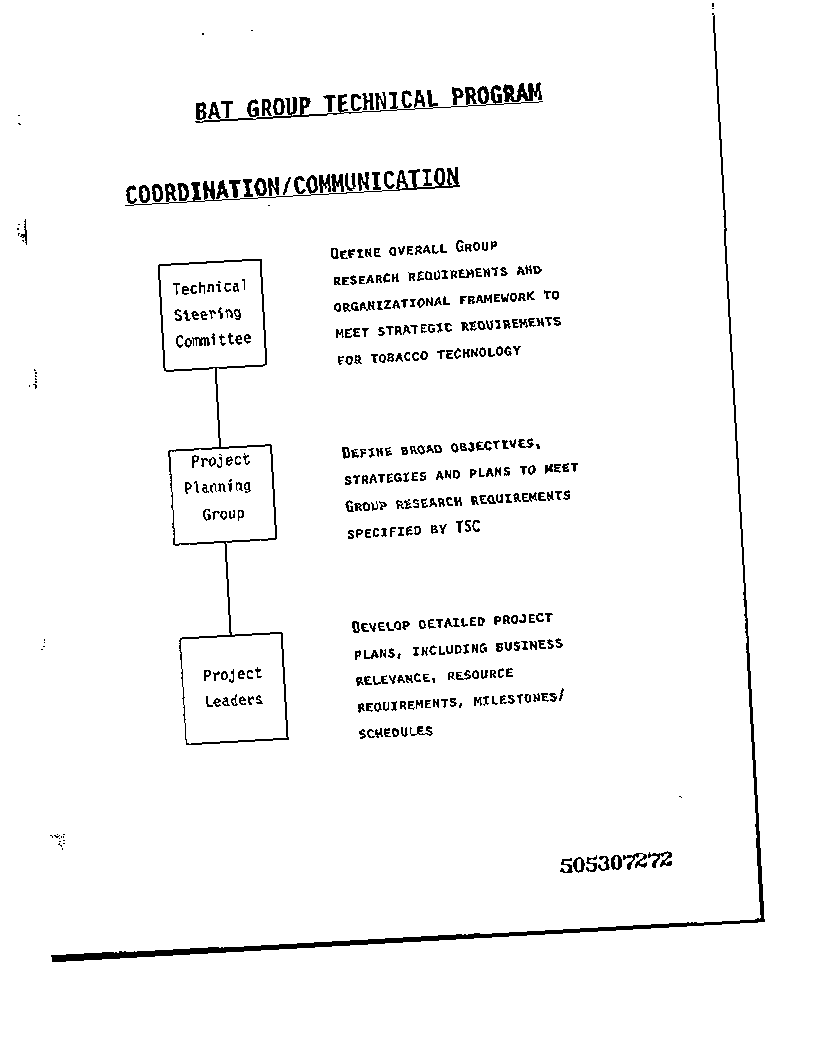 BAT GROUP TECHNICAL PROGRAM
COORDINATION/COMMUNICATION
Technical
Steering
Committee
DEFINE OVERALL GROUP
RESEARCH REQUIREMENTS AND
ORGANIZATIONAL FRAMEWORK TO
MEET STRATEGIC REQUIREMENTS
FOR TOBACCO TECHNOLOGY
Project
Planning
Group
DEFINE BROAD OBJECTIVES,
STRATEGIES AND PLANS TO MEET
GROUP RESEARCH REQUIREMENTS
SPECIFIED BY TSC
Project
Leaders
DEVELOP DETAILED PROJECT
PLANS, INCLUDING BUSINESS
RELEVANCE, RESOURCE
REQUIREMENTS, MILESTONES/
SCHEDULES
505307272